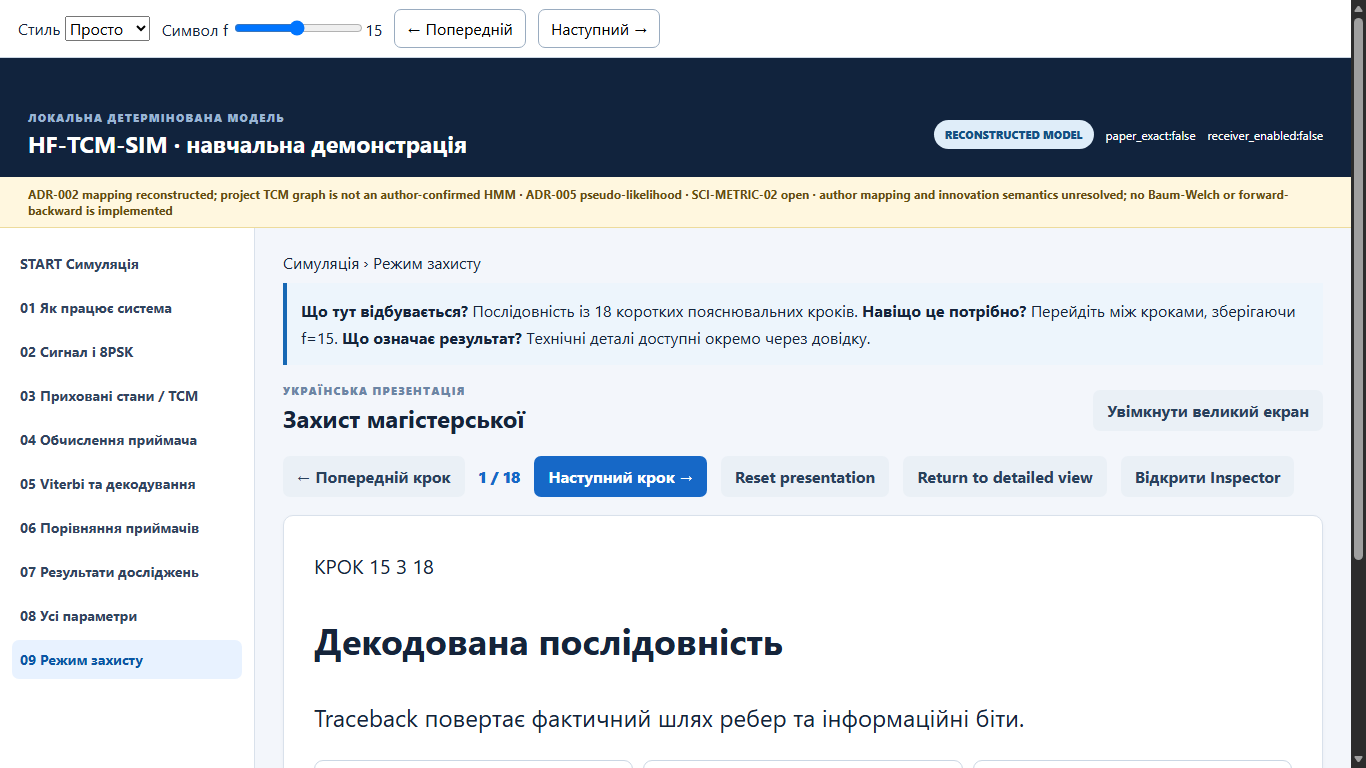 Стиль Просто Символ f 15 ← Попередній Наступний →
ЛОКАЛЬНА ДЕТЕРМІНОВАНА МОДЕЛЬ
HF-TCM-SIM · навчальна демонстрація
RECONSTRUCTED MODEL paper_exact:false receiver_enabled:false
ADR-002 mapping reconstructed; project TCM graph is not an author-confirmed HMM · ADR-005 pseudo-likelihood · SCI-METRIC-02 open · author mapping and innovation semantics unresolved; no Baum-Welch or forward-
backward is implemented
START Симуляція
01 Як працює система
02 Сигнал і 8PSK
03 Приховані стани / TCM
04 Обчислення приймача
05 Viterbi та декодування
06 Порівняння приймачів
07 Результати досліджень
08 Усі параметри
09 Режим захисту
Симуляція › Режим захисту
Що тут відбувається? Послідовність із 18 коротких пояснювальних кроків. Навіщо це потрібно? Перейдіть між кроками, зберігаючи
f=15. Що означає результат? Технічні деталі доступні окремо через довідку.
УКРАЇНСЬКА ПРЕЗЕНТАЦІЯ
Захист магістерської
Увімкнути великий екран
← Попередній крок 1 / 18 Наступний крок → Reset presentation Return to detailed view Відкрити Inspector
КРОК 15 З 18
Декодована послідовність
Traceback повертає фактичний шлях ребер та інформаційні біти.